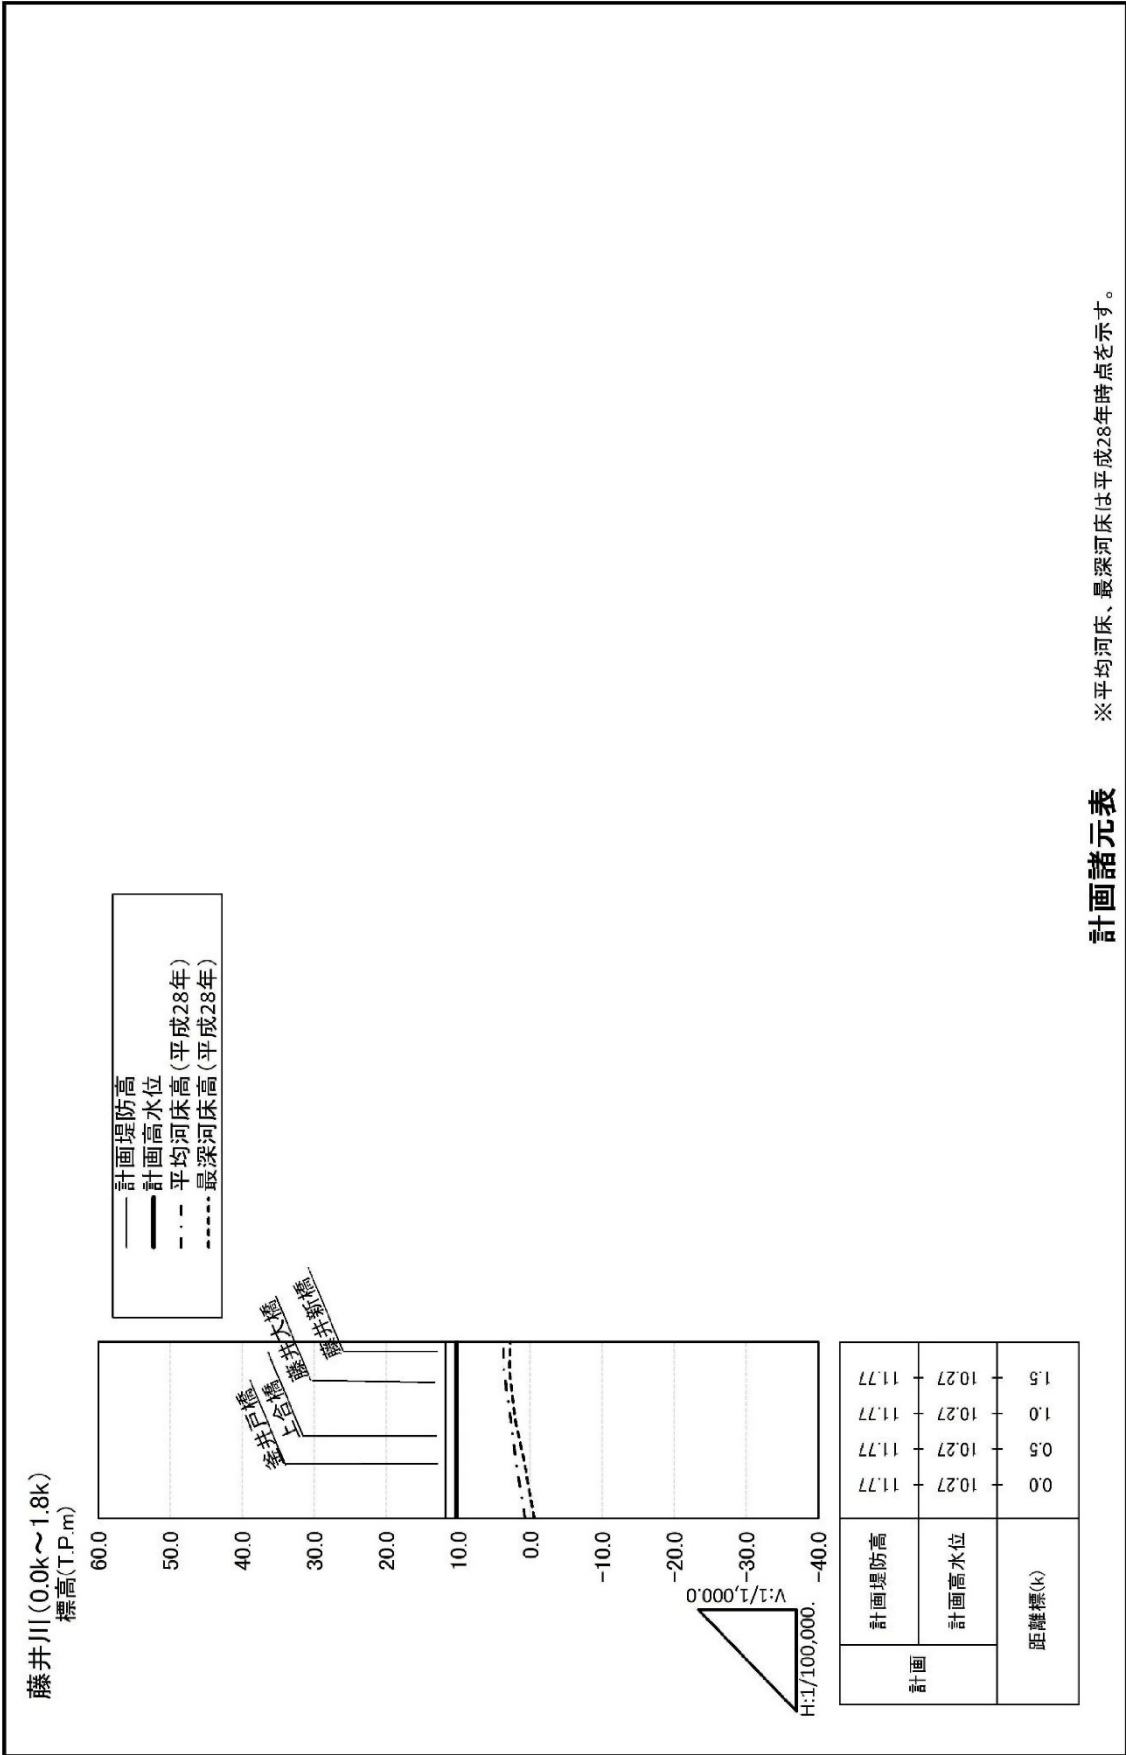 藤井川(0.0k~1.8k)
標高(T.P.m)
60.0
50.0
40.0
30.0
20.0
10.0
0.0
-10.0
-20.0
-30.0
-40.0
計画堤防高
計画高水位
平均河床高(平成28年)
最深河床高(平成28年)
釜井戸橋
上合橋
藤井大橋
藤井新橋
V:1/1,000.0
H:1/100,000.
計画
計画堤防高 11.77 11.77 11.77 11.77
計画高水位 10.27 10.27 10.27 10.27
距離標(k) 0.0 0.5 1.0 1.5
計画諸元表
※平均河床、最深河床は平成28年時点を示す。